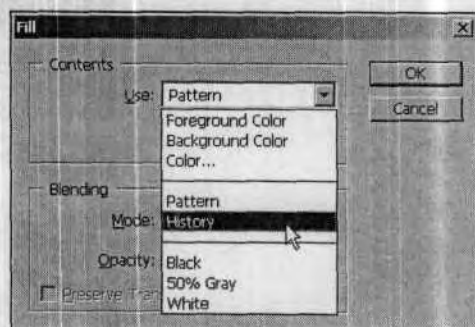 Fill
Contents
Use: Pattern
OK
Cancel
Foreground Color
Background Color
Color...
Blending
Pattern
Mode: History
Opacity: Black
50% Gray
Preserve
White